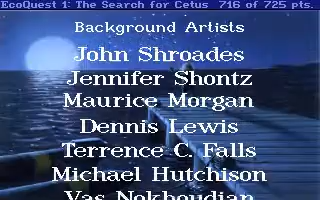 EcoQuest 1: The Search for Cetus 716 of 725 pts.
Background Artists
John Shroades
Jennifer Shontz
Maurice Morgan
Dennis Lewis
Terrence C. Falls
Michael Hutchison
Vas Nokhoudian